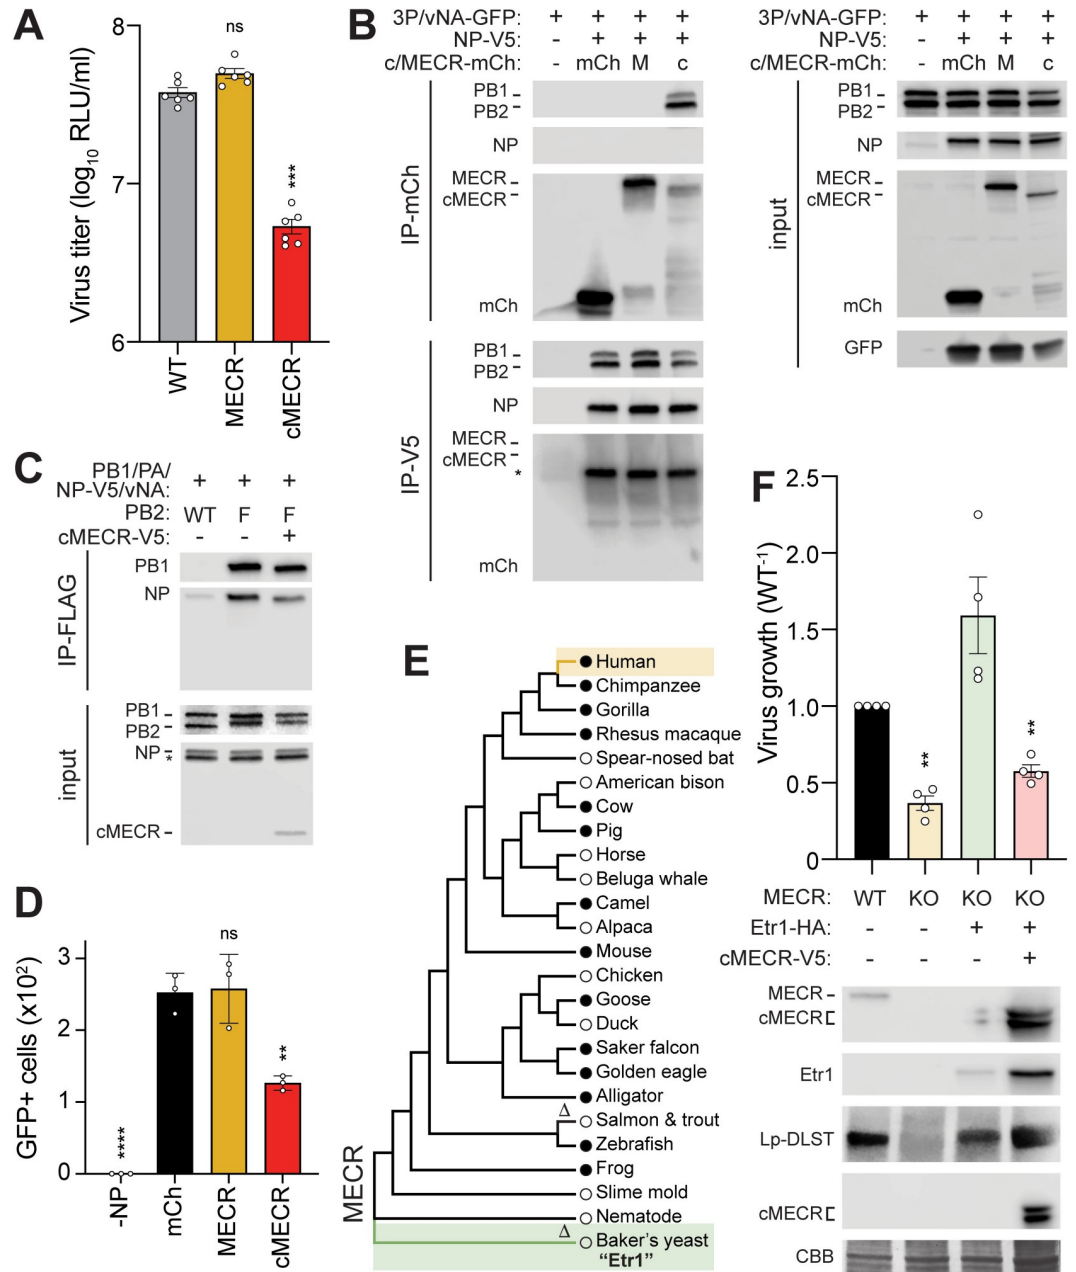 A
Virus titer (log10 RLU/ml)
8
7
6
ns
***
WT
MECR
cMECR
B
3P/vNA-GFP: + + + +
NP-V5: - + + +
c/MECR-mCh: - mCh M c
IP-mCh
PB1
PB2
NP
MECR
cMECR
mCh
IP-V5
PB1
PB2
NP
MECR
cMECR
*
mCh
3P/vNA-GFP: + + + +
NP-V5: - + + +
c/MECR-mCh: - mCh M c
input
PB1
PB2
NP
MECR
cMECR
mCh
GFP
C
PB1/PA/
NP-V5/vNA: + + +
PB2: WT F F
cMECR-V5: - - +
IP-FLAG
PB1
NP
input
PB1
PB2
NP
*
cMECR
D
GFP+ cells (x10²)
3
2
1
0
****
ns
**
-NP
mCh
MECR
cMECR
E
MECR
Human
Chimpanzee
Gorilla
Rhesus macaque
Spear-nosed bat
American bison
Cow
Pig
Horse
Beluga whale
Camel
Alpaca
Mouse
Chicken
Goose
Duck
Saker falcon
Golden eagle
Alligator
Δ
Salmon & trout
Zebrafish
Frog
Slime mold
Nematode
Δ
Baker's yeast
"Etr1"
F
Virus growth (WT⁻¹)
2.5
2.0
1.5
1.0
0.5
0
**
**
MECR: WT KO KO KO
Etr1-HA: - - + +
cMECR-V5: - - - +
MECR
cMECR
Etr1
Lp-DLST
cMECR
CBB